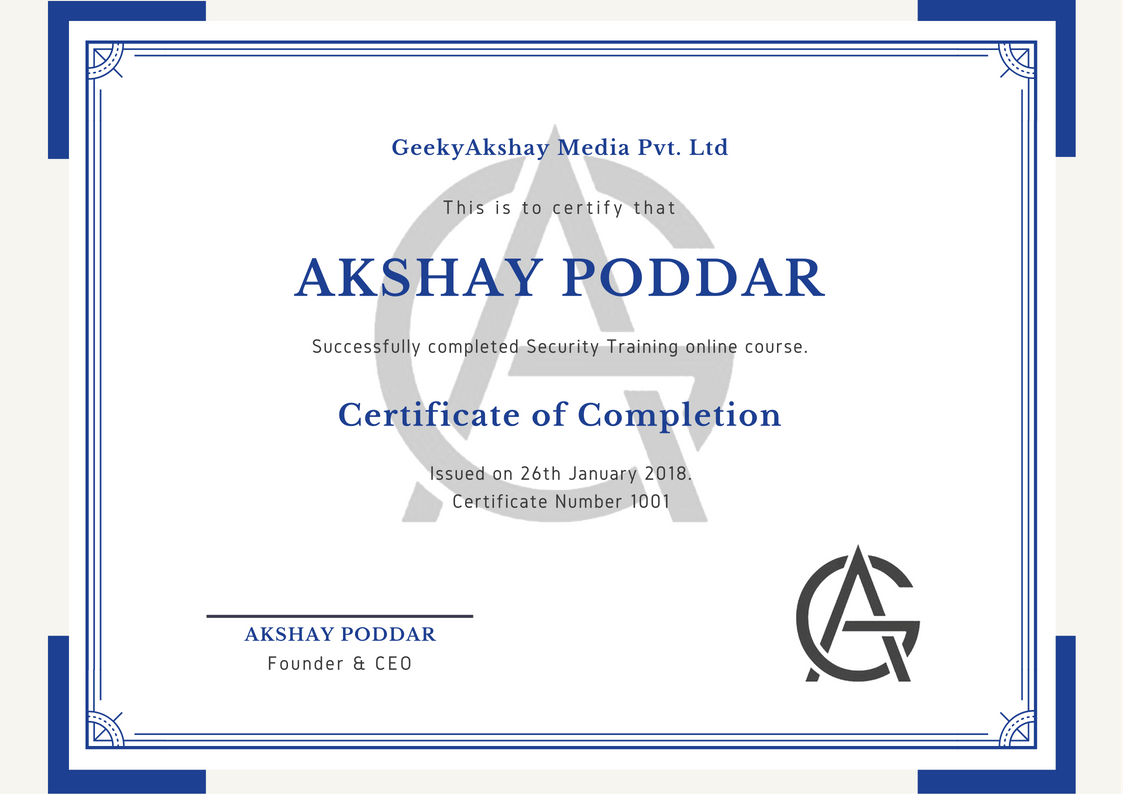 GeekyAkshay Media Pvt. Ltd
This is to certify that
AKSHAY PODDAR
Successfully completed Security Training online course.
Certificate of Completion
Issued on 26th January 2018.
Certificate Number 1001
AKSHAY PODDAR
Founder & CEO